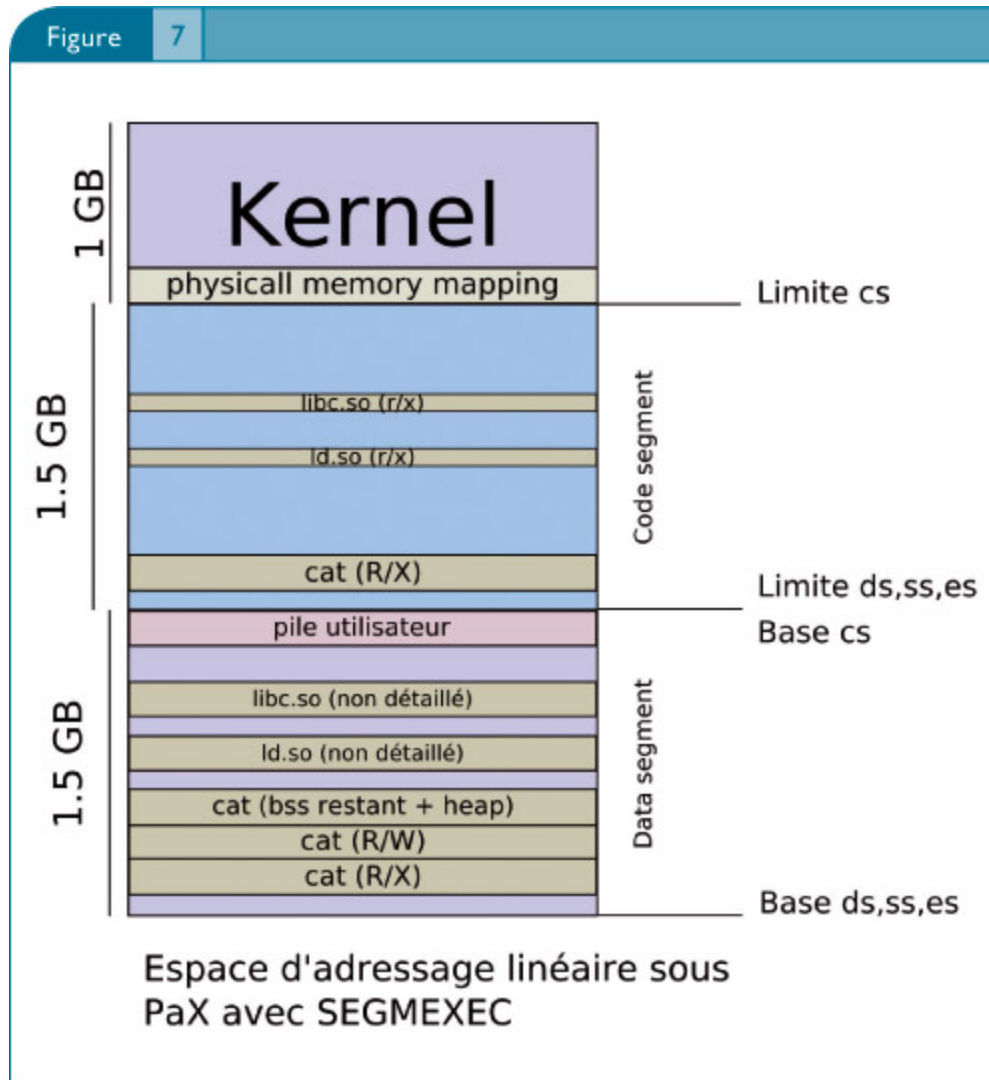 Figure 7
1 GB
Kernel
physicall memory mapping
Limite cs
1.5 GB
libc.so (r/x)
ld.so (r/x)
Code segment
cat (R/X)
Limite ds,ss,es
Base cs
pile utilisateur
1.5 GB
libc.so (non détaillé)
ld.so (non détaillé)
Data segment
cat (bss restant + heap)
cat (R/W)
cat (R/X)
Base ds,ss,es
Espace d'adressage linéaire sous
PaX avec SEGMEXEC